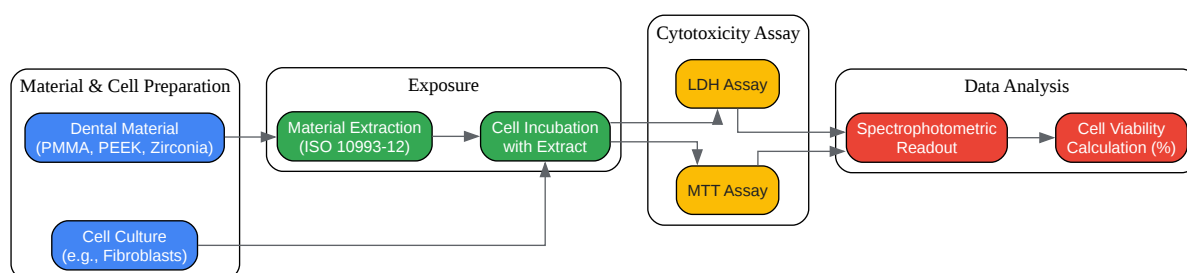 Material & Cell Preparation
Dental Material
(PMMA, PEEK, Zirconia)
Cell Culture
(e.g., Fibroblasts)
Exposure
Material Extraction
(ISO 10993-12)
Cell Incubation
with Extract
Cytotoxicity Assay
LDH Assay
MTT Assay
Data Analysis
Spectrophotometric
Readout
Cell Viability
Calculation (%)